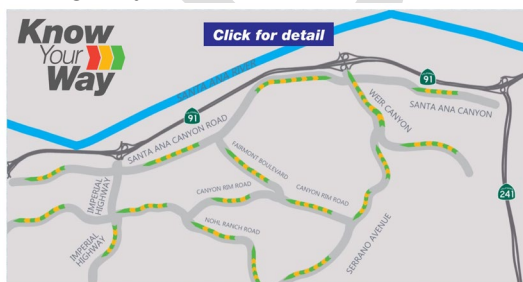 Know
Your
Way
Click for detail
SANTA ANA RIVER
91
SANTA ANA CANYON ROAD
91
SANTA ANA CANYON
WEIR CANYON
FAIRMONT BOULEVARD
CANYON RIM ROAD
CANYON RIM ROAD
IMPERIAL
HIGHWAY
NOHL RANCH ROAD
241
IMPERIAL
HIGHWAY
SERRANO AVENUE